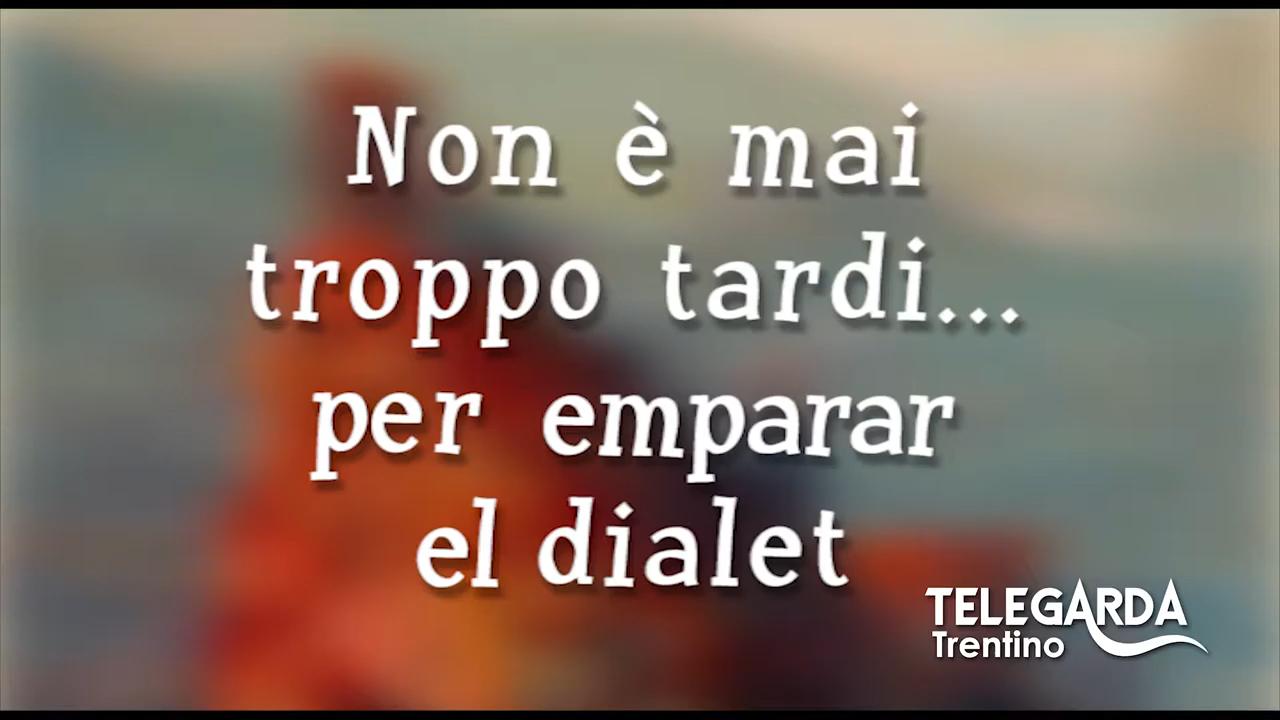 Non è mai
troppo tardi...
per emparar
el dialet
TELEGARDA
Trentino